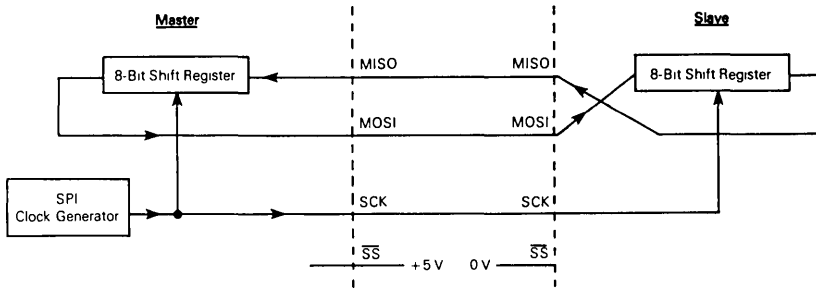 Master
Slave
8-Bit Shift Register
MISO
MISO
8-Bit Shift Register
MOSI
MOSI
SPI
Clock Generator
SCK
SCK
SS
+5 V
0 V
SS